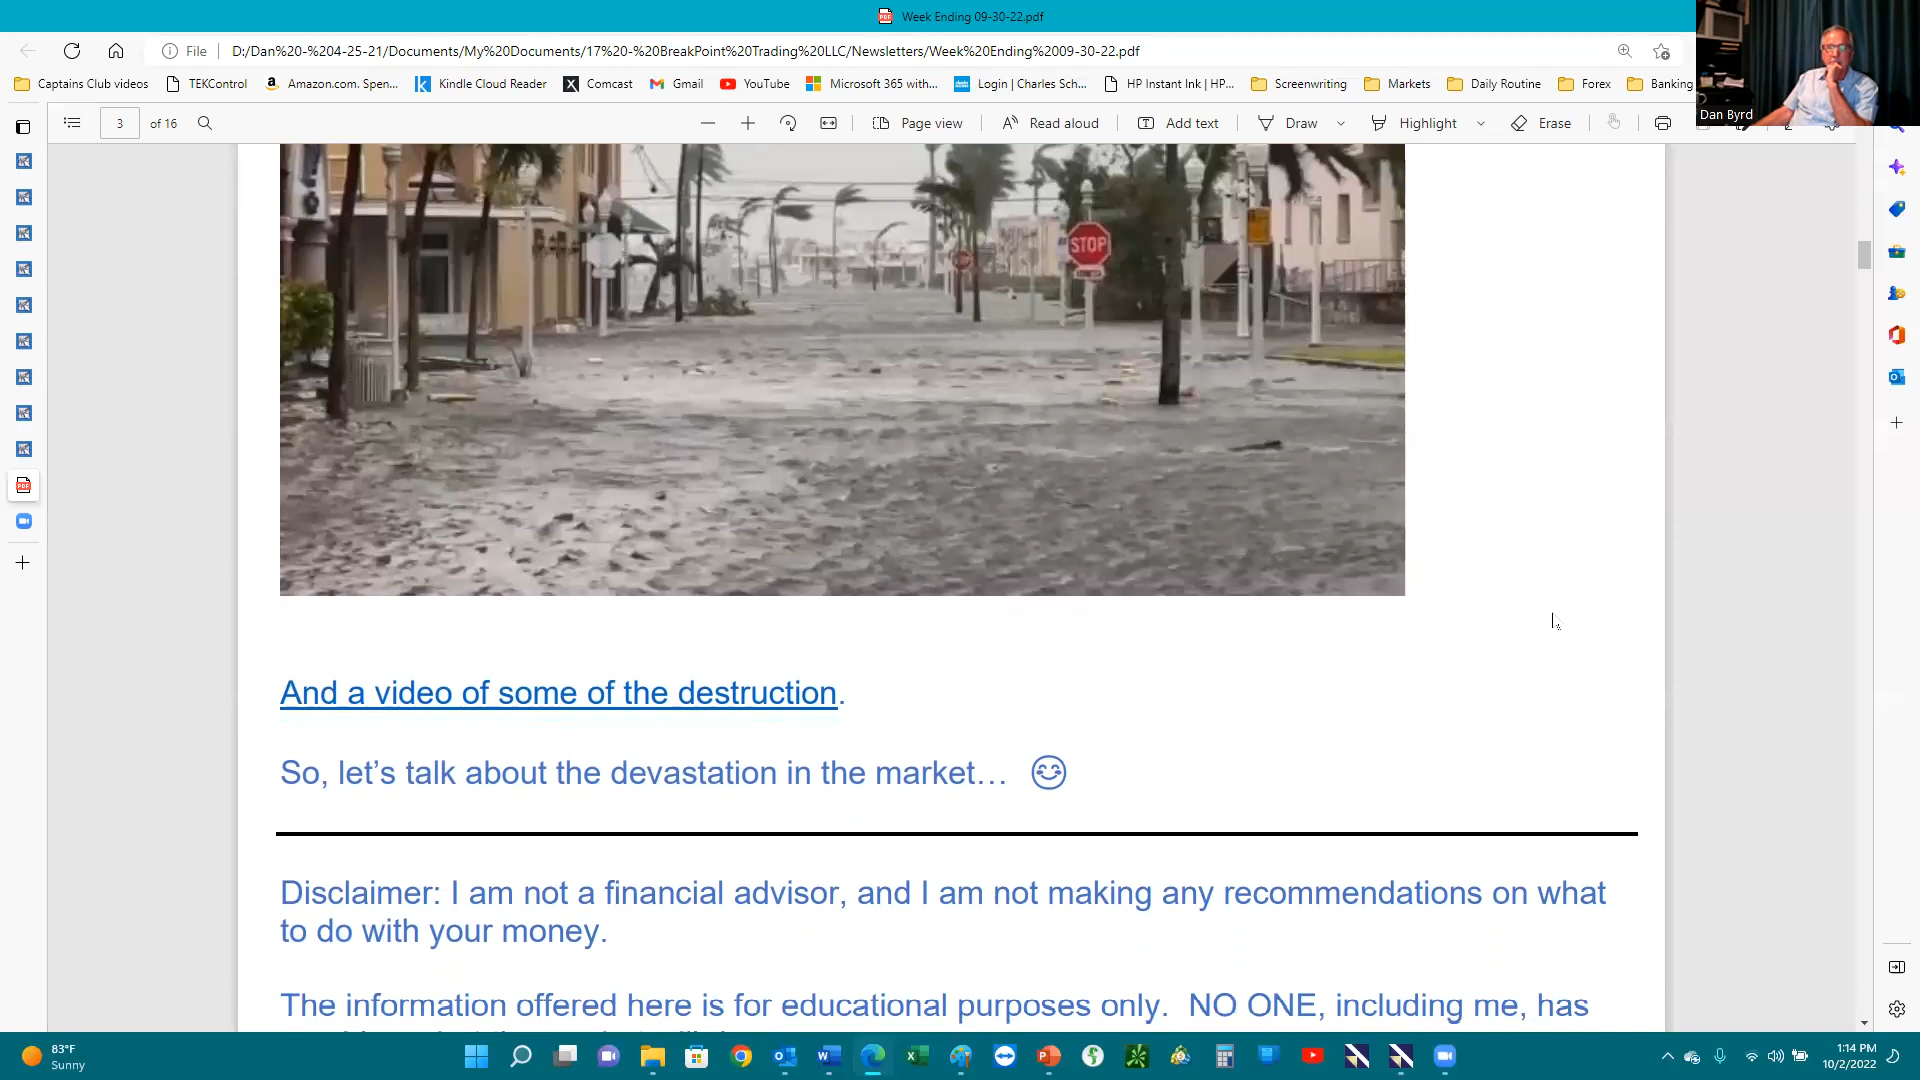 Week Ending 09-30-22.pdf
File D:/Dan%20-%204-25-21/Documents/My%20Documents/17%20-%20BreakPoint%20Trading%20LLC/Newsletters/Week%20Ending%2009-30-22.pdf
Captains Club videos TEKControl Amazon.com. Spen... Kindle Cloud Reader Comcast Gmail YouTube Microsoft 365 with... Login | Charles Sch... HP Instant Ink | HP... Screenwriting Markets Daily Routine Forex Banking
Dan Byrd
3 of 16 Page view Read aloud Add text Draw Highlight Erase
STOP
And a video of some of the destruction.
So, let's talk about the devastation in the market…
Disclaimer: I am not a financial advisor, and I am not making any recommendations on what
to do with your money.
The information offered here is for educational purposes only. NO ONE, including me, has
83°F
Sunny
1:14 PM
10/2/2022